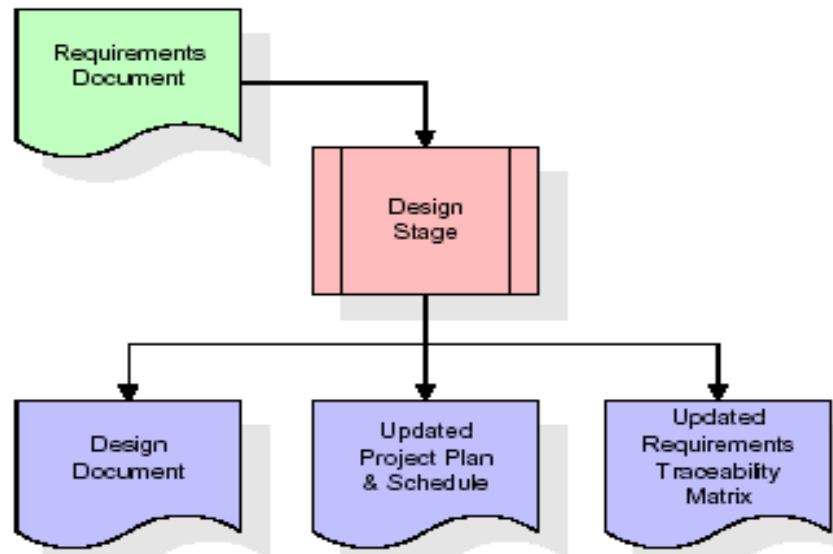 Requirements
Document
Design
Stage
Design
Document
Updated
Project Plan
& Schedule
Updated
Requirements
Traceability
Matrix